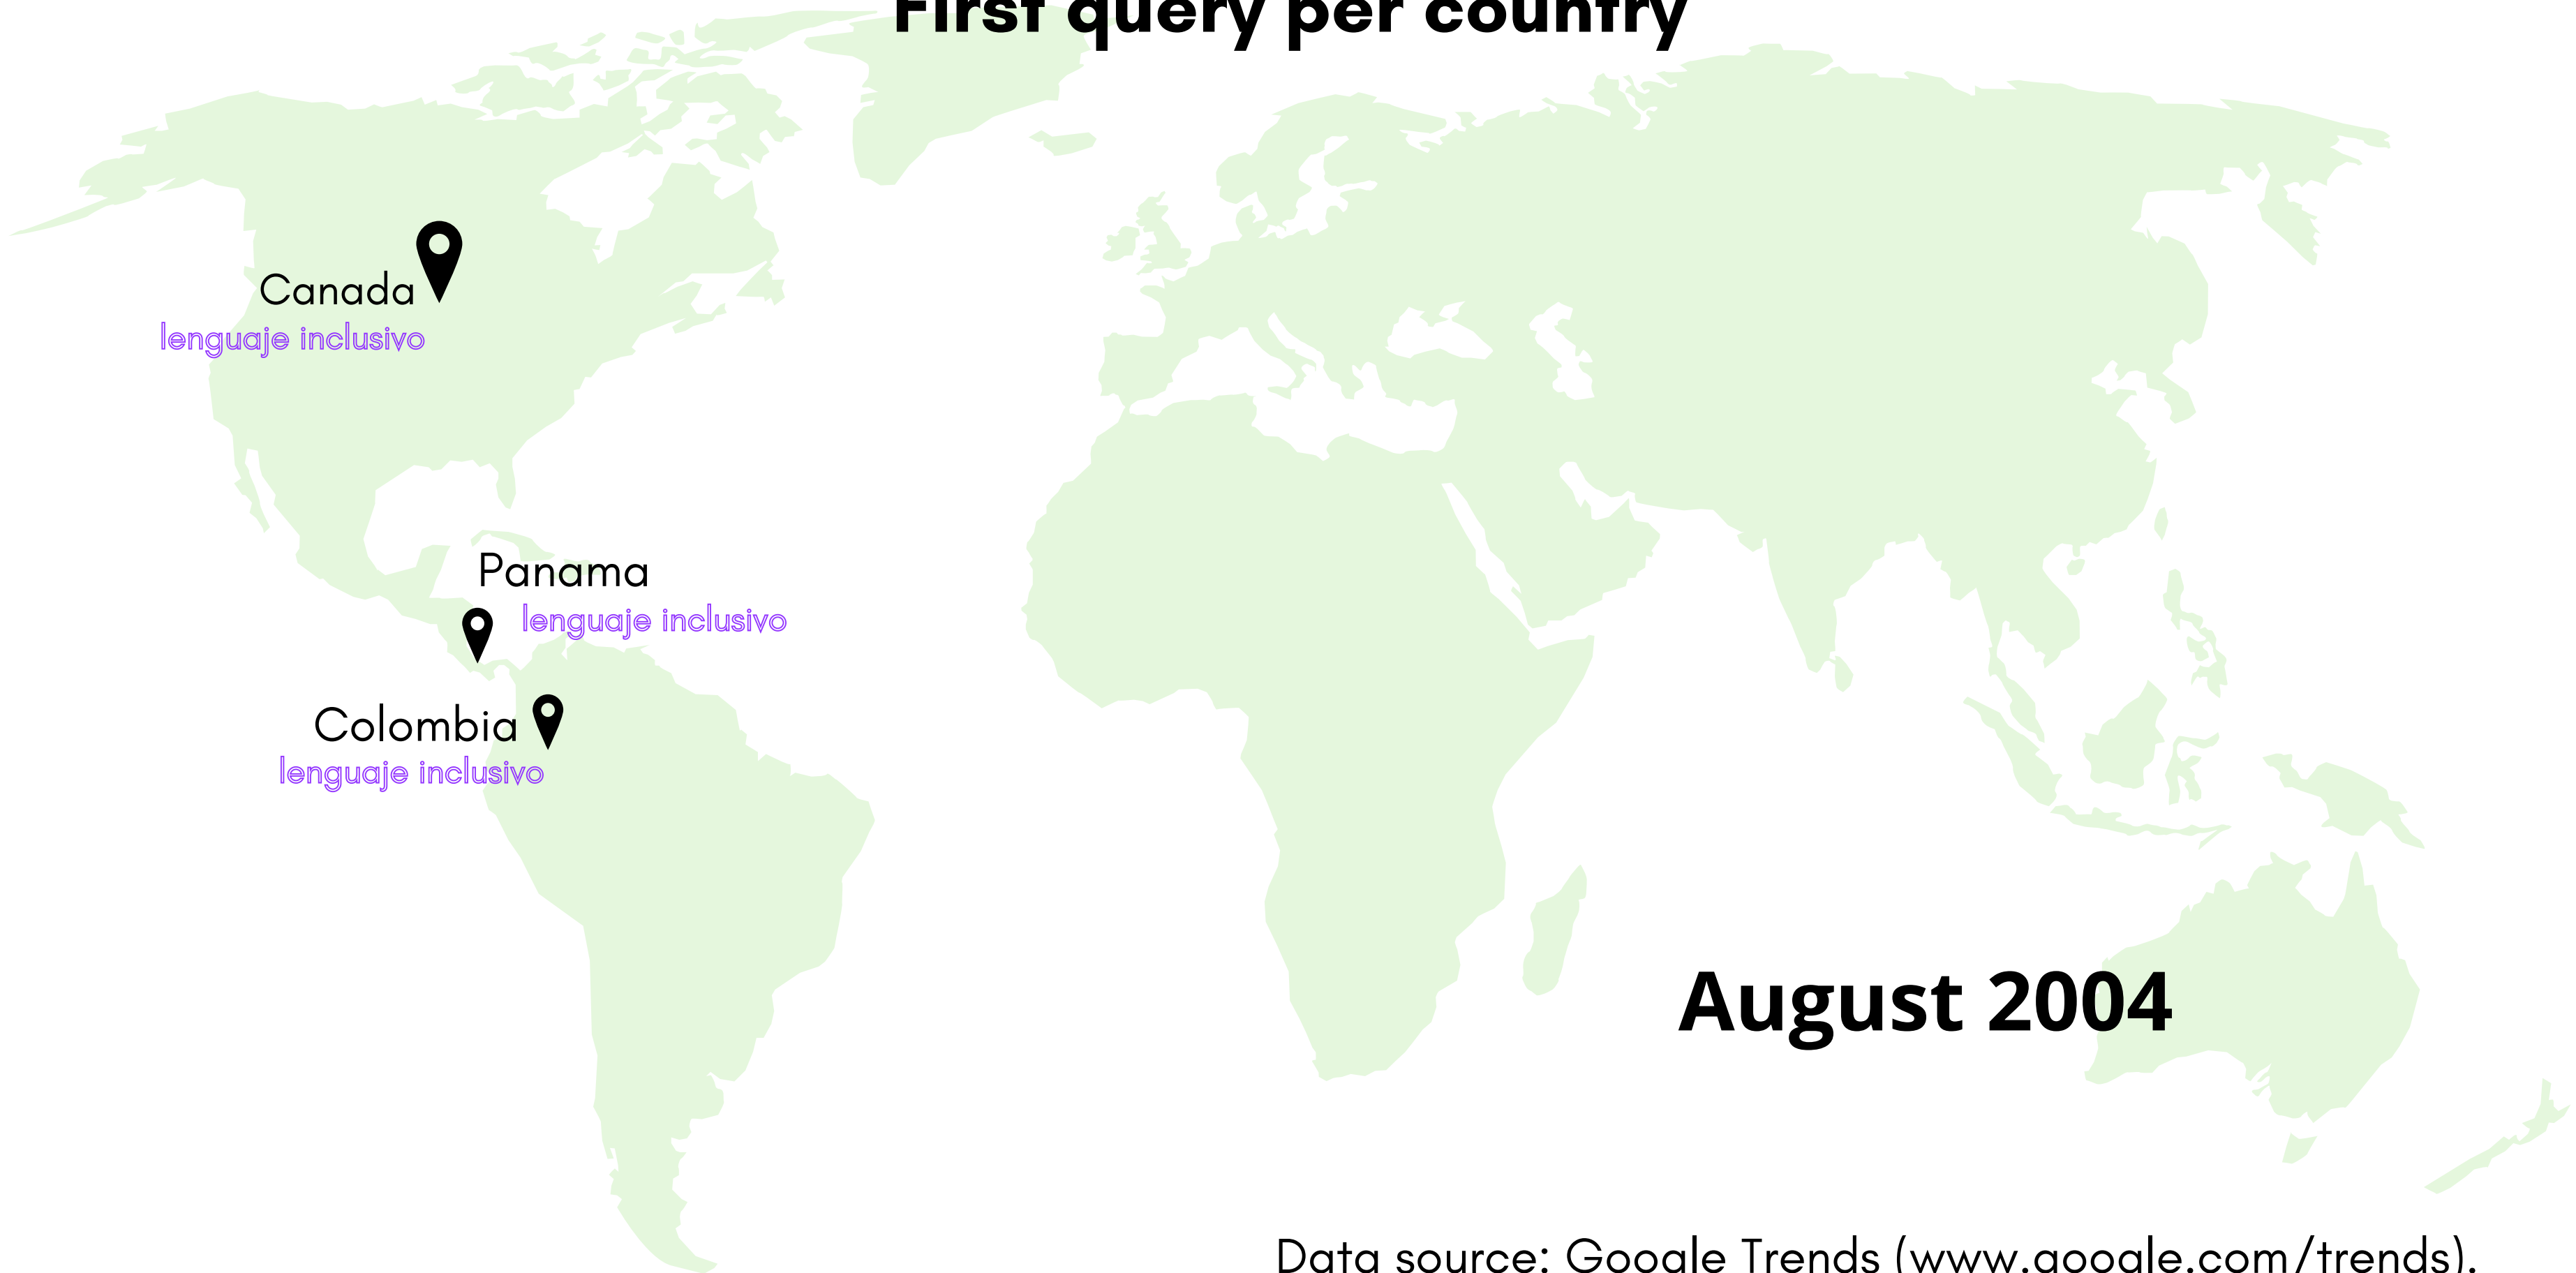 First query per country
Canada
lenguaje inclusivo
Panama
lenguaje inclusivo
Colombia
lenguaje inclusivo
August 2004
Data source: Google Trends (www.google.com/trends).